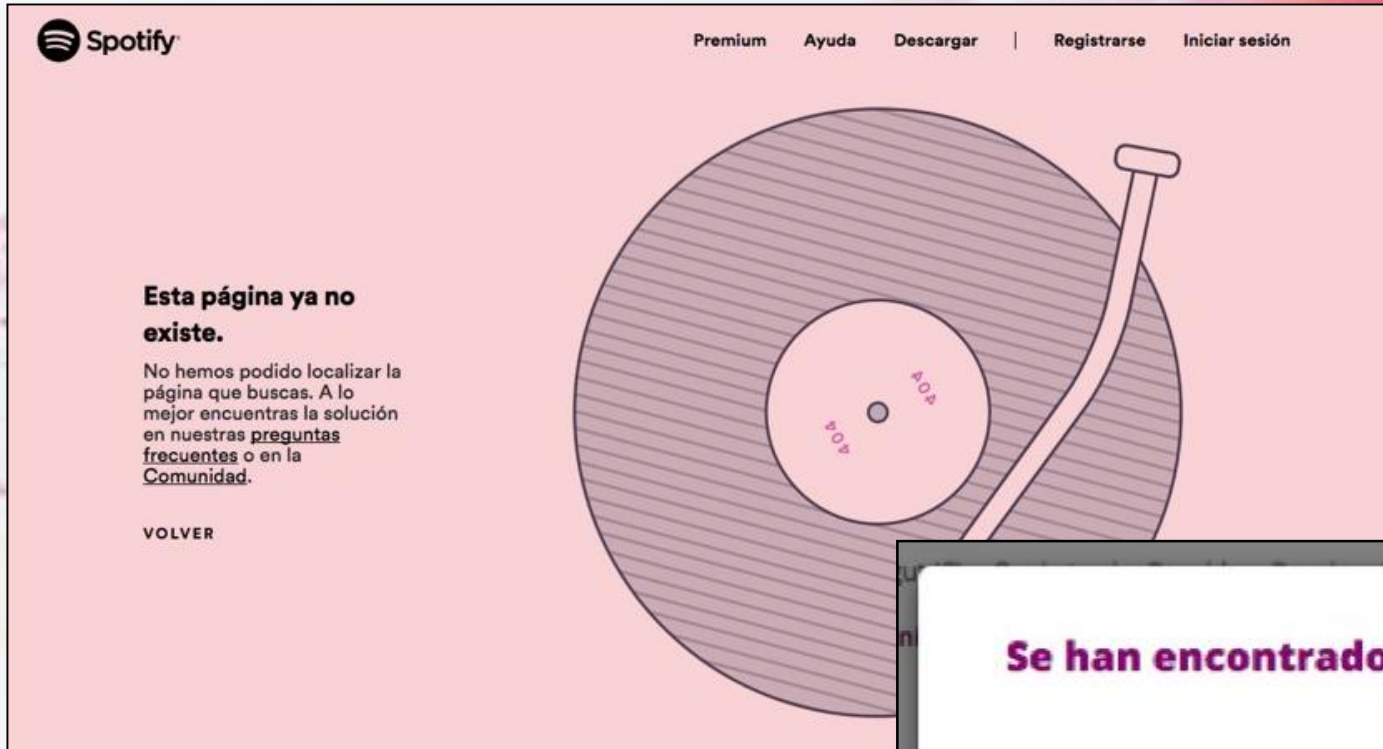 Spotify
Premium Ayuda Descargar | Registrarse Iniciar sesión
Esta página ya no
existe.
No hemos podido localizar la
página que buscas. A lo
mejor encuentras la solución
en nuestras preguntas
frecuentes o en la
Comunidad.
VOLVER
404
404
Se han encontrado